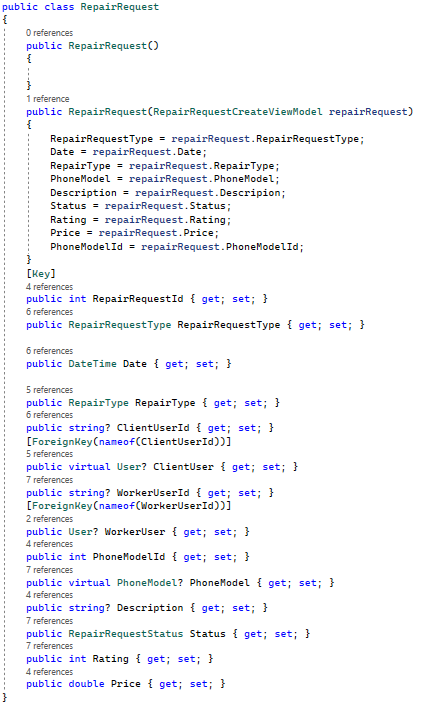 public class RepairRequest
{
0 references
public RepairRequest()
{
}
1 reference
public RepairRequest(RepairRequestCreateViewModel repairRequest)
{
RepairRequestType = repairRequest.RepairRequestType;
Date = repairRequest.Date;
RepairType = repairRequest.RepairType;
PhoneModel = repairRequest.PhoneModel;
Description = repairRequest.Descripion;
Status = repairRequest.Status;
Rating = repairRequest.Rating;
Price = repairRequest.Price;
PhoneModelId = repairRequest.PhoneModelId;
}
[Key]
4 references
public int RepairRequestId { get; set; }
6 references
public RepairRequestType RepairRequestType { get; set; }
6 references
public DateTime Date { get; set; }
5 references
public RepairType RepairType { get; set; }
6 references
public string? ClientUserId { get; set; }
[ForeignKey(nameof(ClientUserId))]
5 references
public virtual User? ClientUser { get; set; }
7 references
public string? WorkerUserId { get; set; }
[ForeignKey(nameof(WorkerUserId))]
2 references
public User? WorkerUser { get; set; }
4 references
public int PhoneModelId { get; set; }
7 references
public virtual PhoneModel? PhoneModel { get; set; }
4 references
public string? Description { get; set; }
7 references
public RepairRequestStatus Status { get; set; }
7 references
public int Rating { get; set; }
4 references
public double Price { get; set; }
}